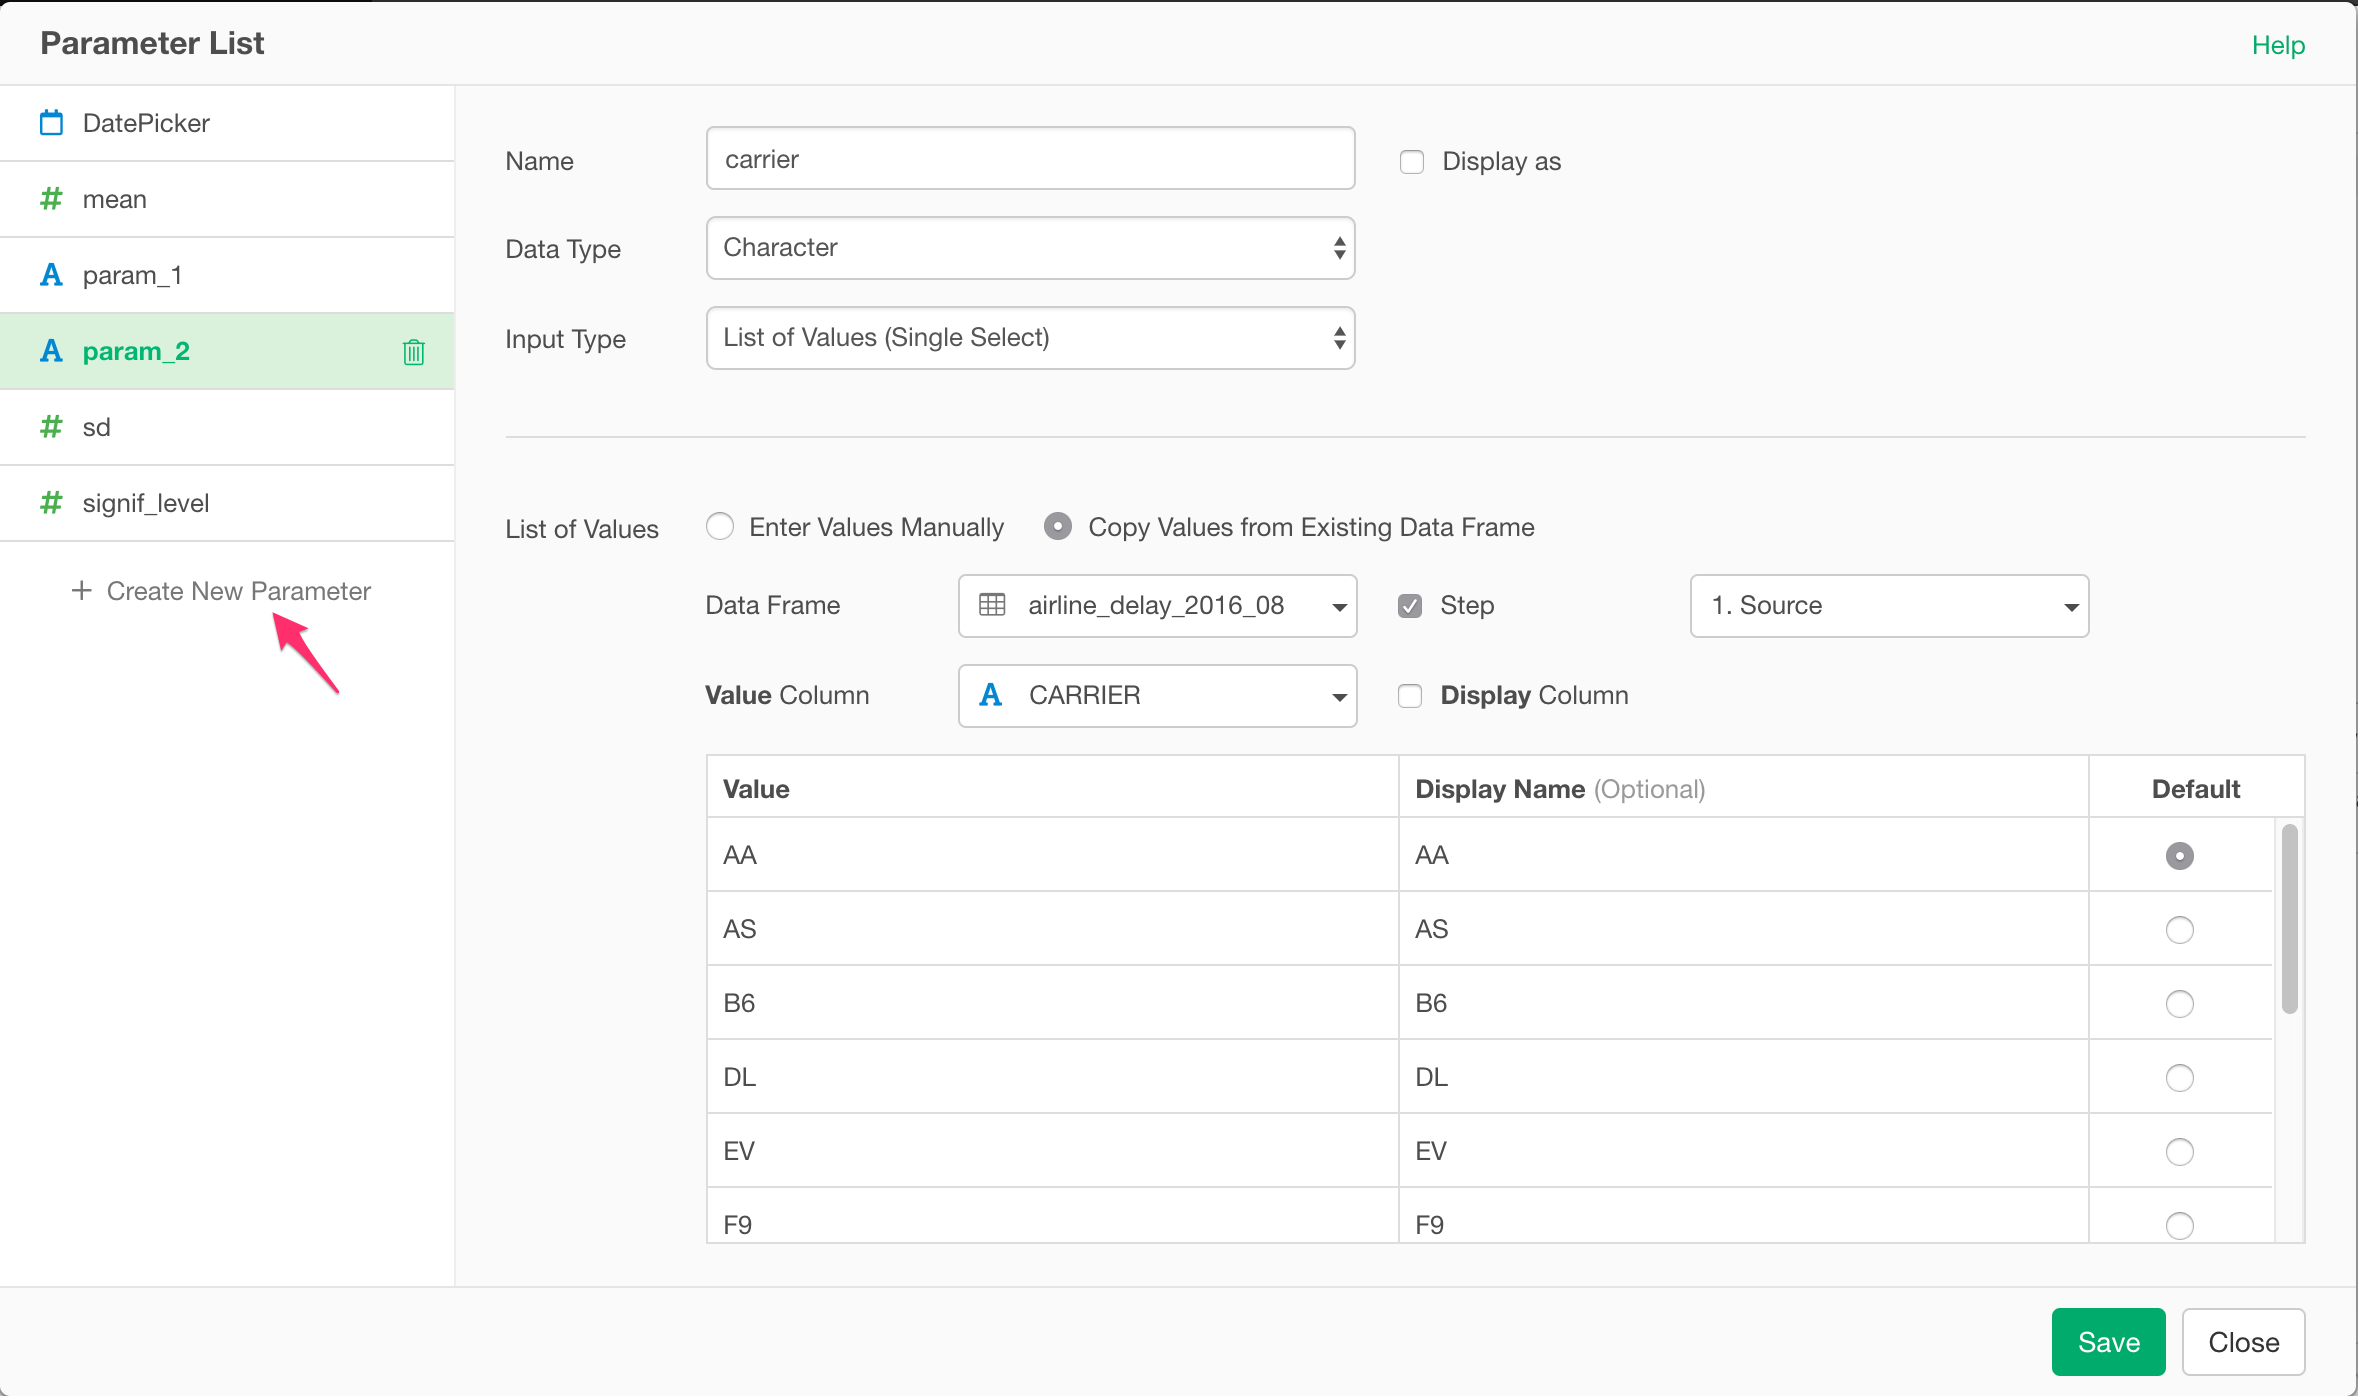 Parameter List
Help
DatePicker
# mean
A param_1
A param_2
# sd
# signif_level
+ Create New Parameter
Name
carrier
Display as
Data Type
Character
Input Type
List of Values (Single Select)
List of Values
Enter Values Manually
Copy Values from Existing Data Frame
Data Frame
airline_delay_2016_08
Step
1. Source
Value Column
A CARRIER
Display Column
Value Display Name (Optional) Default
AA AA
AS AS
B6 B6
DL DL
EV EV
F9 F9
Save
Close